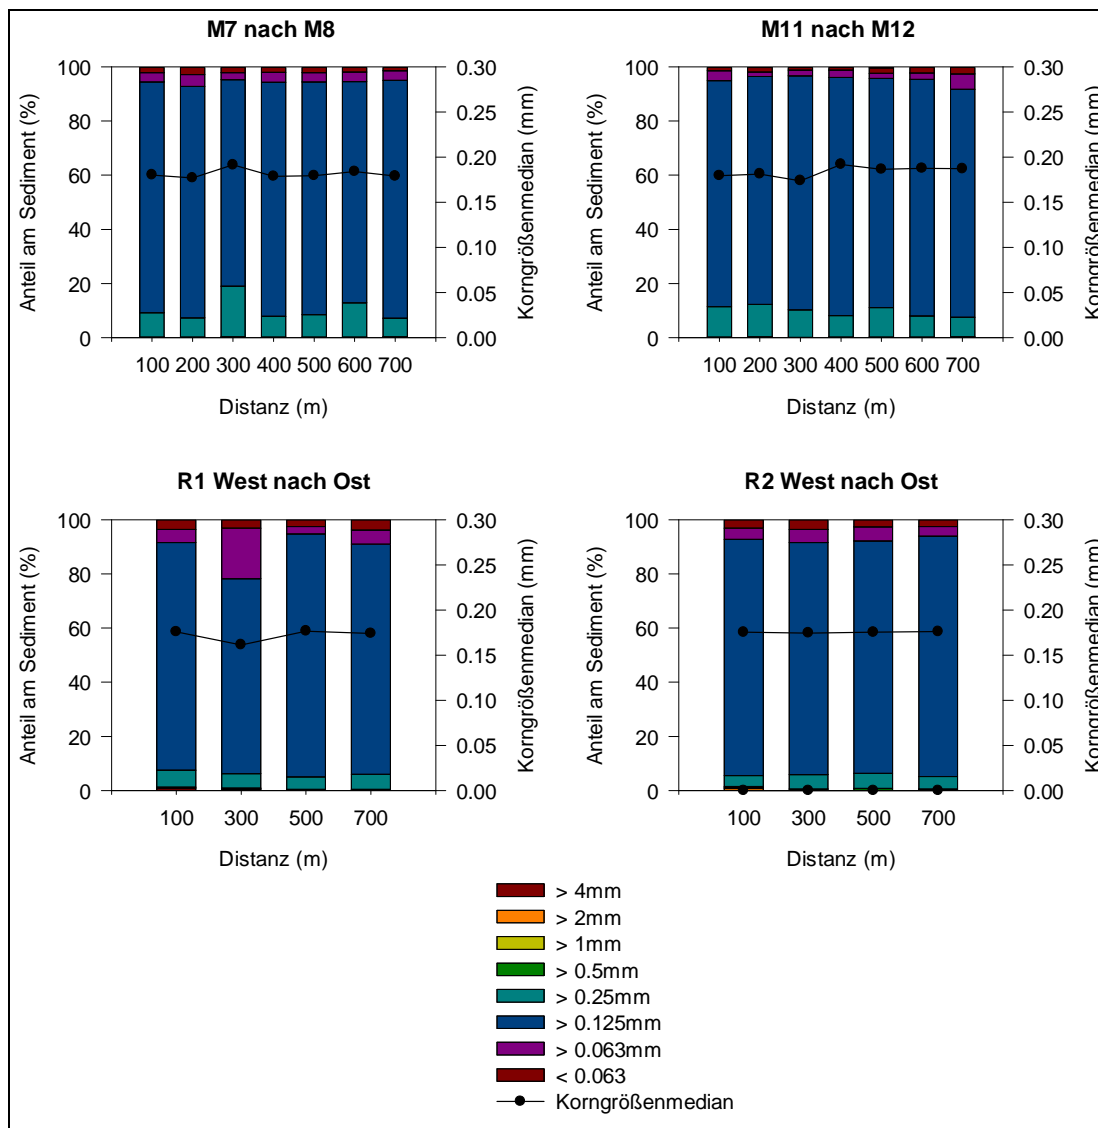 M7 nach M8
M11 nach M12
Anteil am Sediment (%)
100
80
60
40
20
0
0.30
0.25
0.20
0.15
0.10
0.05
0.00
Korngrößenmedian (mm)
100 200 300 400 500 600 700
Distanz (m)
Anteil am Sediment (%)
100
80
60
40
20
0
0.30
0.25
0.20
0.15
0.10
0.05
0.00
Korngrößenmedian (mm)
100 200 300 400 500 600 700
Distanz (m)
R1 West nach Ost
R2 West nach Ost
Anteil am Sediment (%)
100
80
60
40
20
0
0.30
0.25
0.20
0.15
0.10
0.05
0.00
Korngrößenmedian (mm)
100 300 500 700
Distanz (m)
Anteil am Sediment (%)
100
80
60
40
20
0
0.30
0.25
0.20
0.15
0.10
0.05
0.00
Korngrößenmedian (mm)
100 300 500 700
Distanz (m)
> 4mm
> 2mm
> 1mm
> 0.5mm
> 0.25mm
> 0.125mm
> 0.063mm
< 0.063
Korngrößenmedian